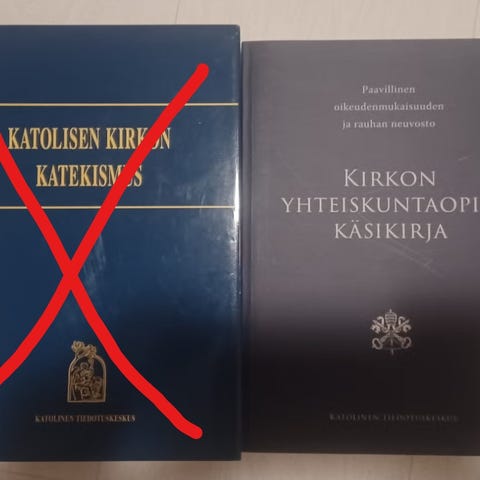 KATOLISEN KIRKON
KATEKISMUS
KATOLINEN TIEDOTUSKESKUS
Paavillinen
oikeudenmukaisuuden
ja rauhan neuvosto
KIRKON
YHTEISKUNTAOPI
KÄSIKIRJA
KATOLINEN TIEDOTUSKESKUS